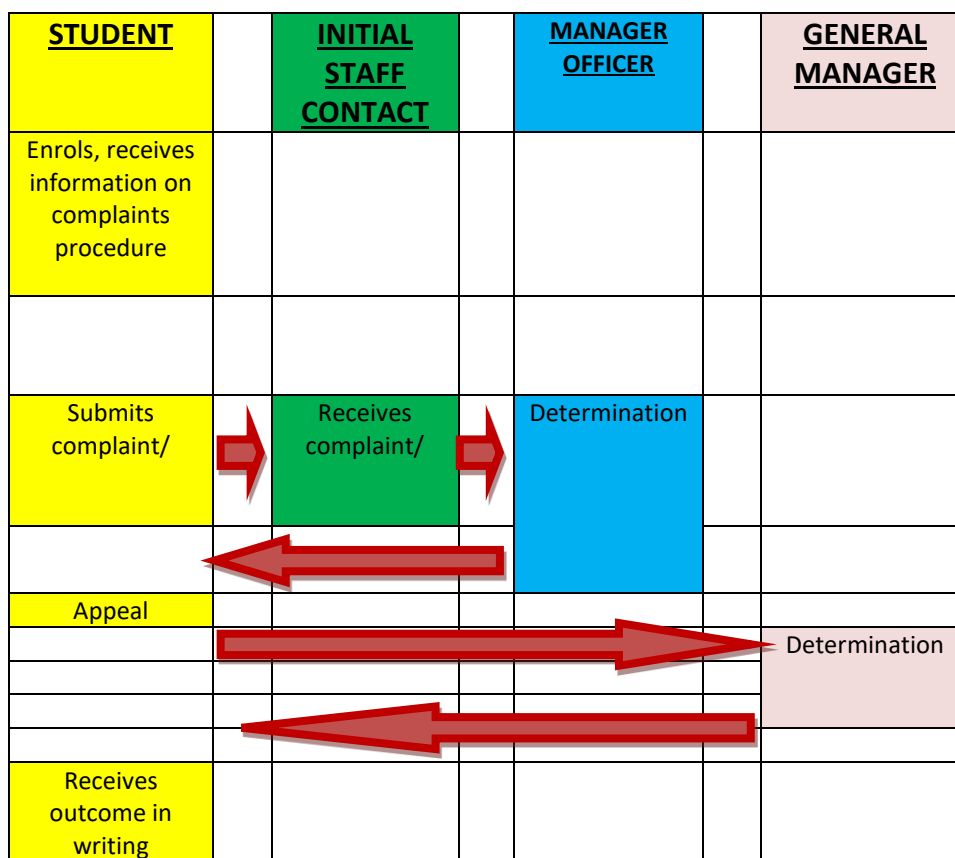 STUDENT
INITIAL
STAFF
CONTACT
MANAGER
OFFICER
GENERAL
MANAGER
Enrols, receives
information on
complaints
procedure
Submits
complaint/
Receives
complaint/
Determination
Appeal
Determination
Receives
outcome in
writing